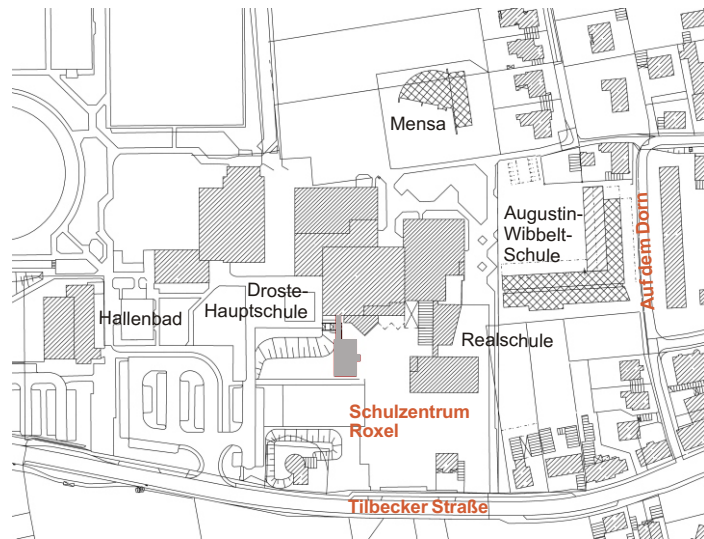 Mensa
Augustin-
Wibbelt-
Schule
Auf dem Dorn
Droste-
Hauptschule
Hallenbad
Realschule
Schulzentrum
Roxel
Tilbecker Straße